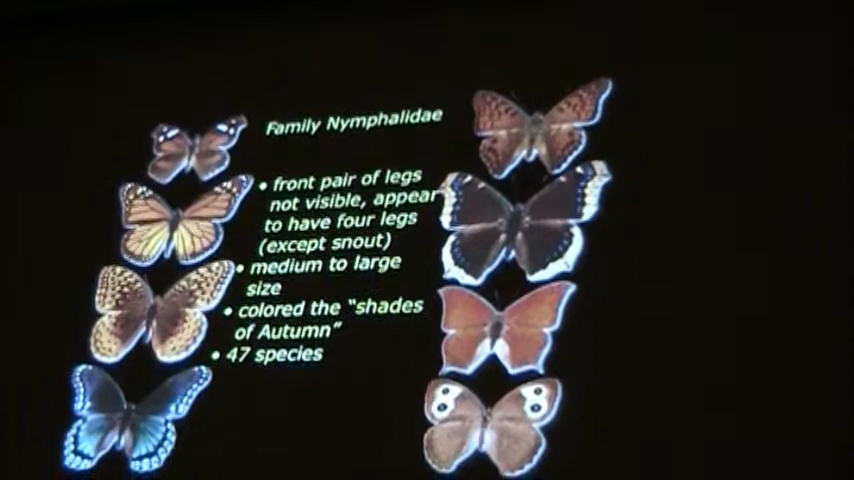 Family Nymphalidae
• front pair of legs
not visible, appear
to have four legs
(except snout)
• medium to large
size
• colored the "shades
of Autumn"
• 47 species